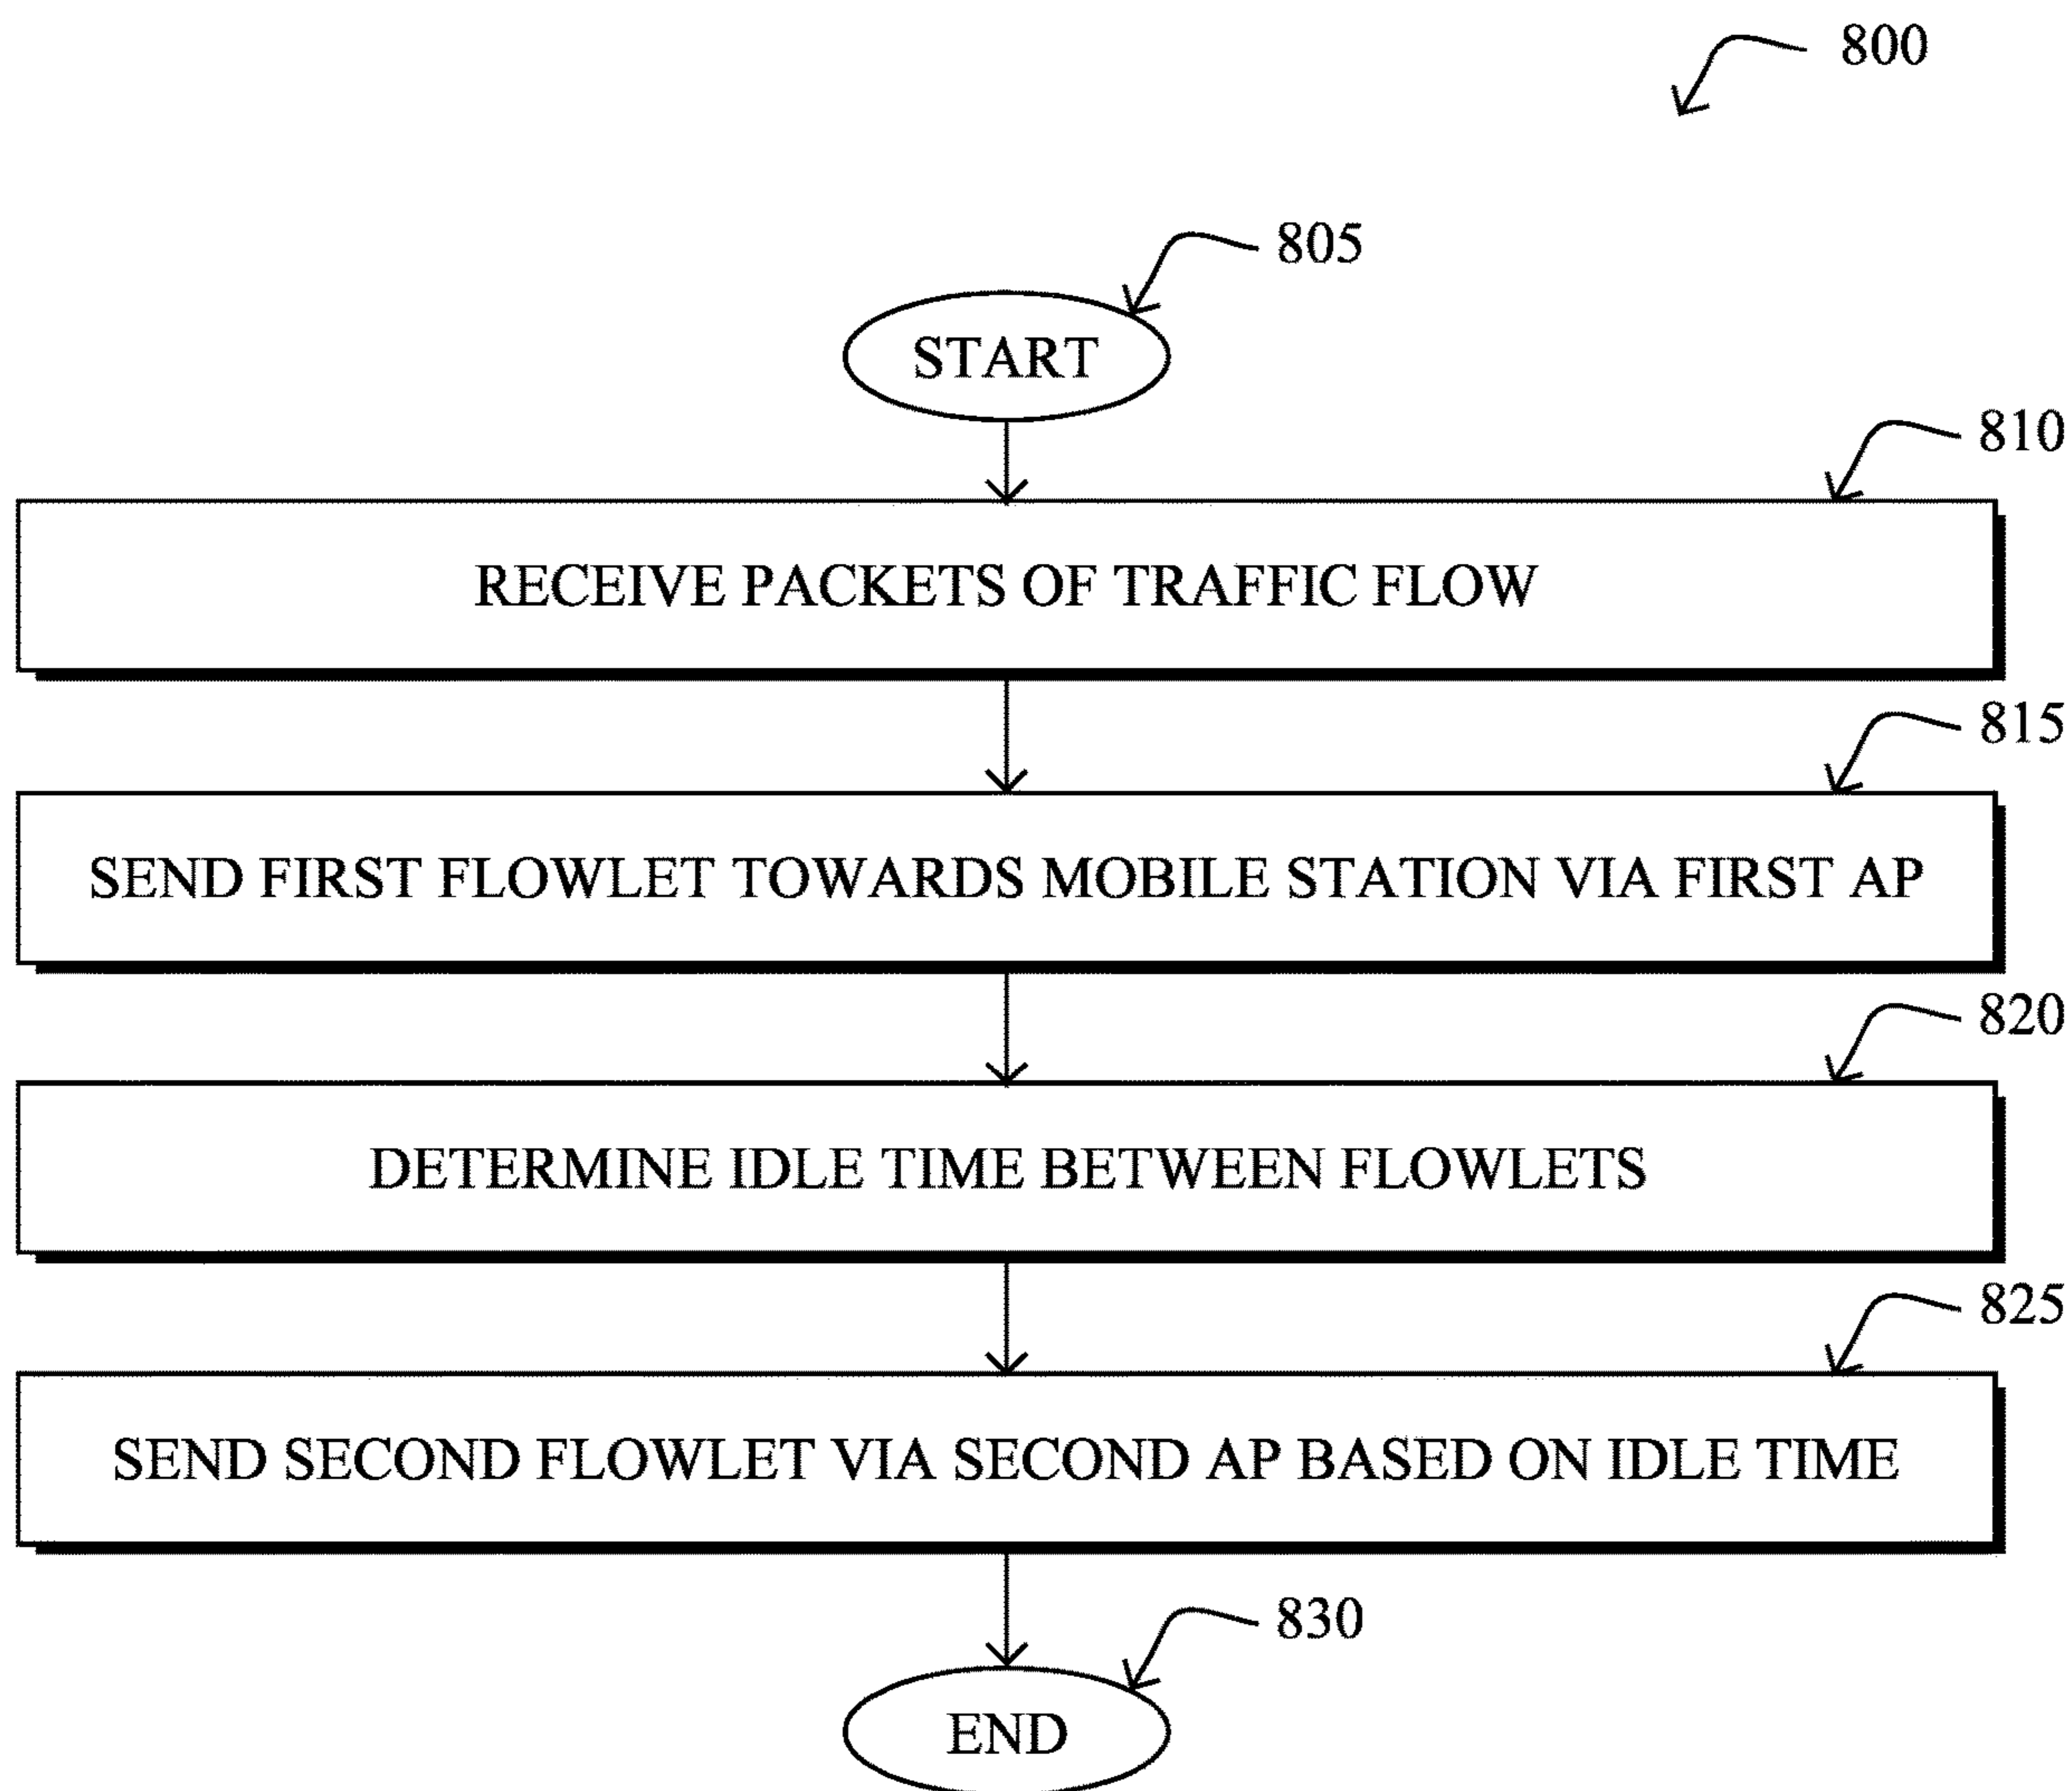 800
805
START
810
RECEIVE PACKETS OF TRAFFIC FLOW
815
SEND FIRST FLOWLET TOWARDS MOBILE STATION VIA FIRST AP
820
DETERMINE IDLE TIME BETWEEN FLOWLETS
825
SEND SECOND FLOWLET VIA SECOND AP BASED ON IDLE TIME
830
END